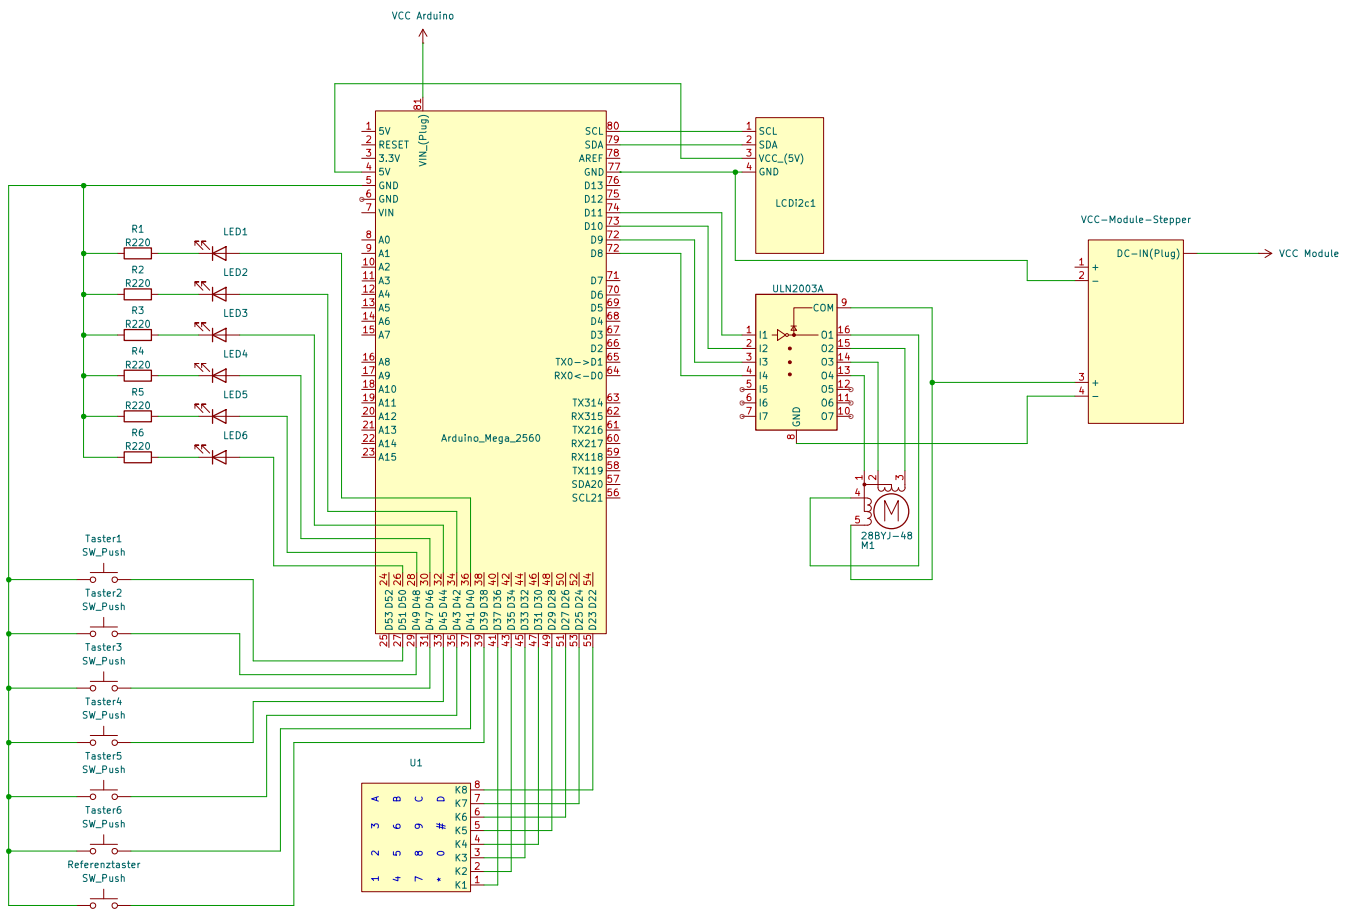 VCC Arduino
81
VIN_(Plug)
1 5V
2 RESET
3 3.3V
4 5V
5 GND
6 GND
7 VIN
8 A0
9 A1
10 A2
11 A3
12 A4
13 A5
14 A6
15 A7
16 A8
17 A9
18 A10
19 A11
20 A12
21 A13
22 A14
23 A15
SCL 80
SDA 79
AREF 78
GND 77
D13 76
D12 75
D11 74
D10 73
D9 72
D8 72
D7 71
D6 70
D5 69
D4 68
D3 67
D2 66
TX0->D1 65
RX0<-D0 64
TX314 63
RX315 62
TX216 61
RX217 60
RX118 59
TX119 58
SDA20 57
SCL21 56
Arduino_Mega_2560
24 26 28 30 32 34 36 38 40 42 44 46 48 50 52 54
D53 D52
D51 D50
D49 D48
D47 D46
D45 D44
D43 D42
D41 D40
D39 D38
D37 D36
D35 D34
D33 D32
D31 D30
D29 D28
D27 D26
D25 D24
D23 D22
25 27 29 31 33 35 37 39 41 43 45 47 49 51 53 55
1 SCL
2 SDA
3 VCC_(5V)
4 GND
LCDi2c1
VCC-Module-Stepper
DC-IN(Plug)
VCC Module
1 +
2 -
3 +
4 -
ULN2003A
COM 9
1 I1 O1 16
2 I2 O2 15
3 I3 O3 14
4 I4 O4 13
5 I5 O5 12
6 I6 O6 11
7 I7 O7 10
GND
8
1 2 3
4
5
M
28BYJ-48
M1
R1
R220
LED1
R2
R220
LED2
R3
R220
LED3
R4
R220
LED4
R5
R220
LED5
R6
R220
LED6
Taster1
SW_Push
Taster2
SW_Push
Taster3
SW_Push
Taster4
SW_Push
Taster5
SW_Push
Taster6
SW_Push
Referenztaster
SW_Push
U1
1 2 3 A
4 5 6 B
7 8 9 C
* 0 # D
K8 8
K7 7
K6 6
K5 5
K4 4
K3 3
K2 2
K1 1